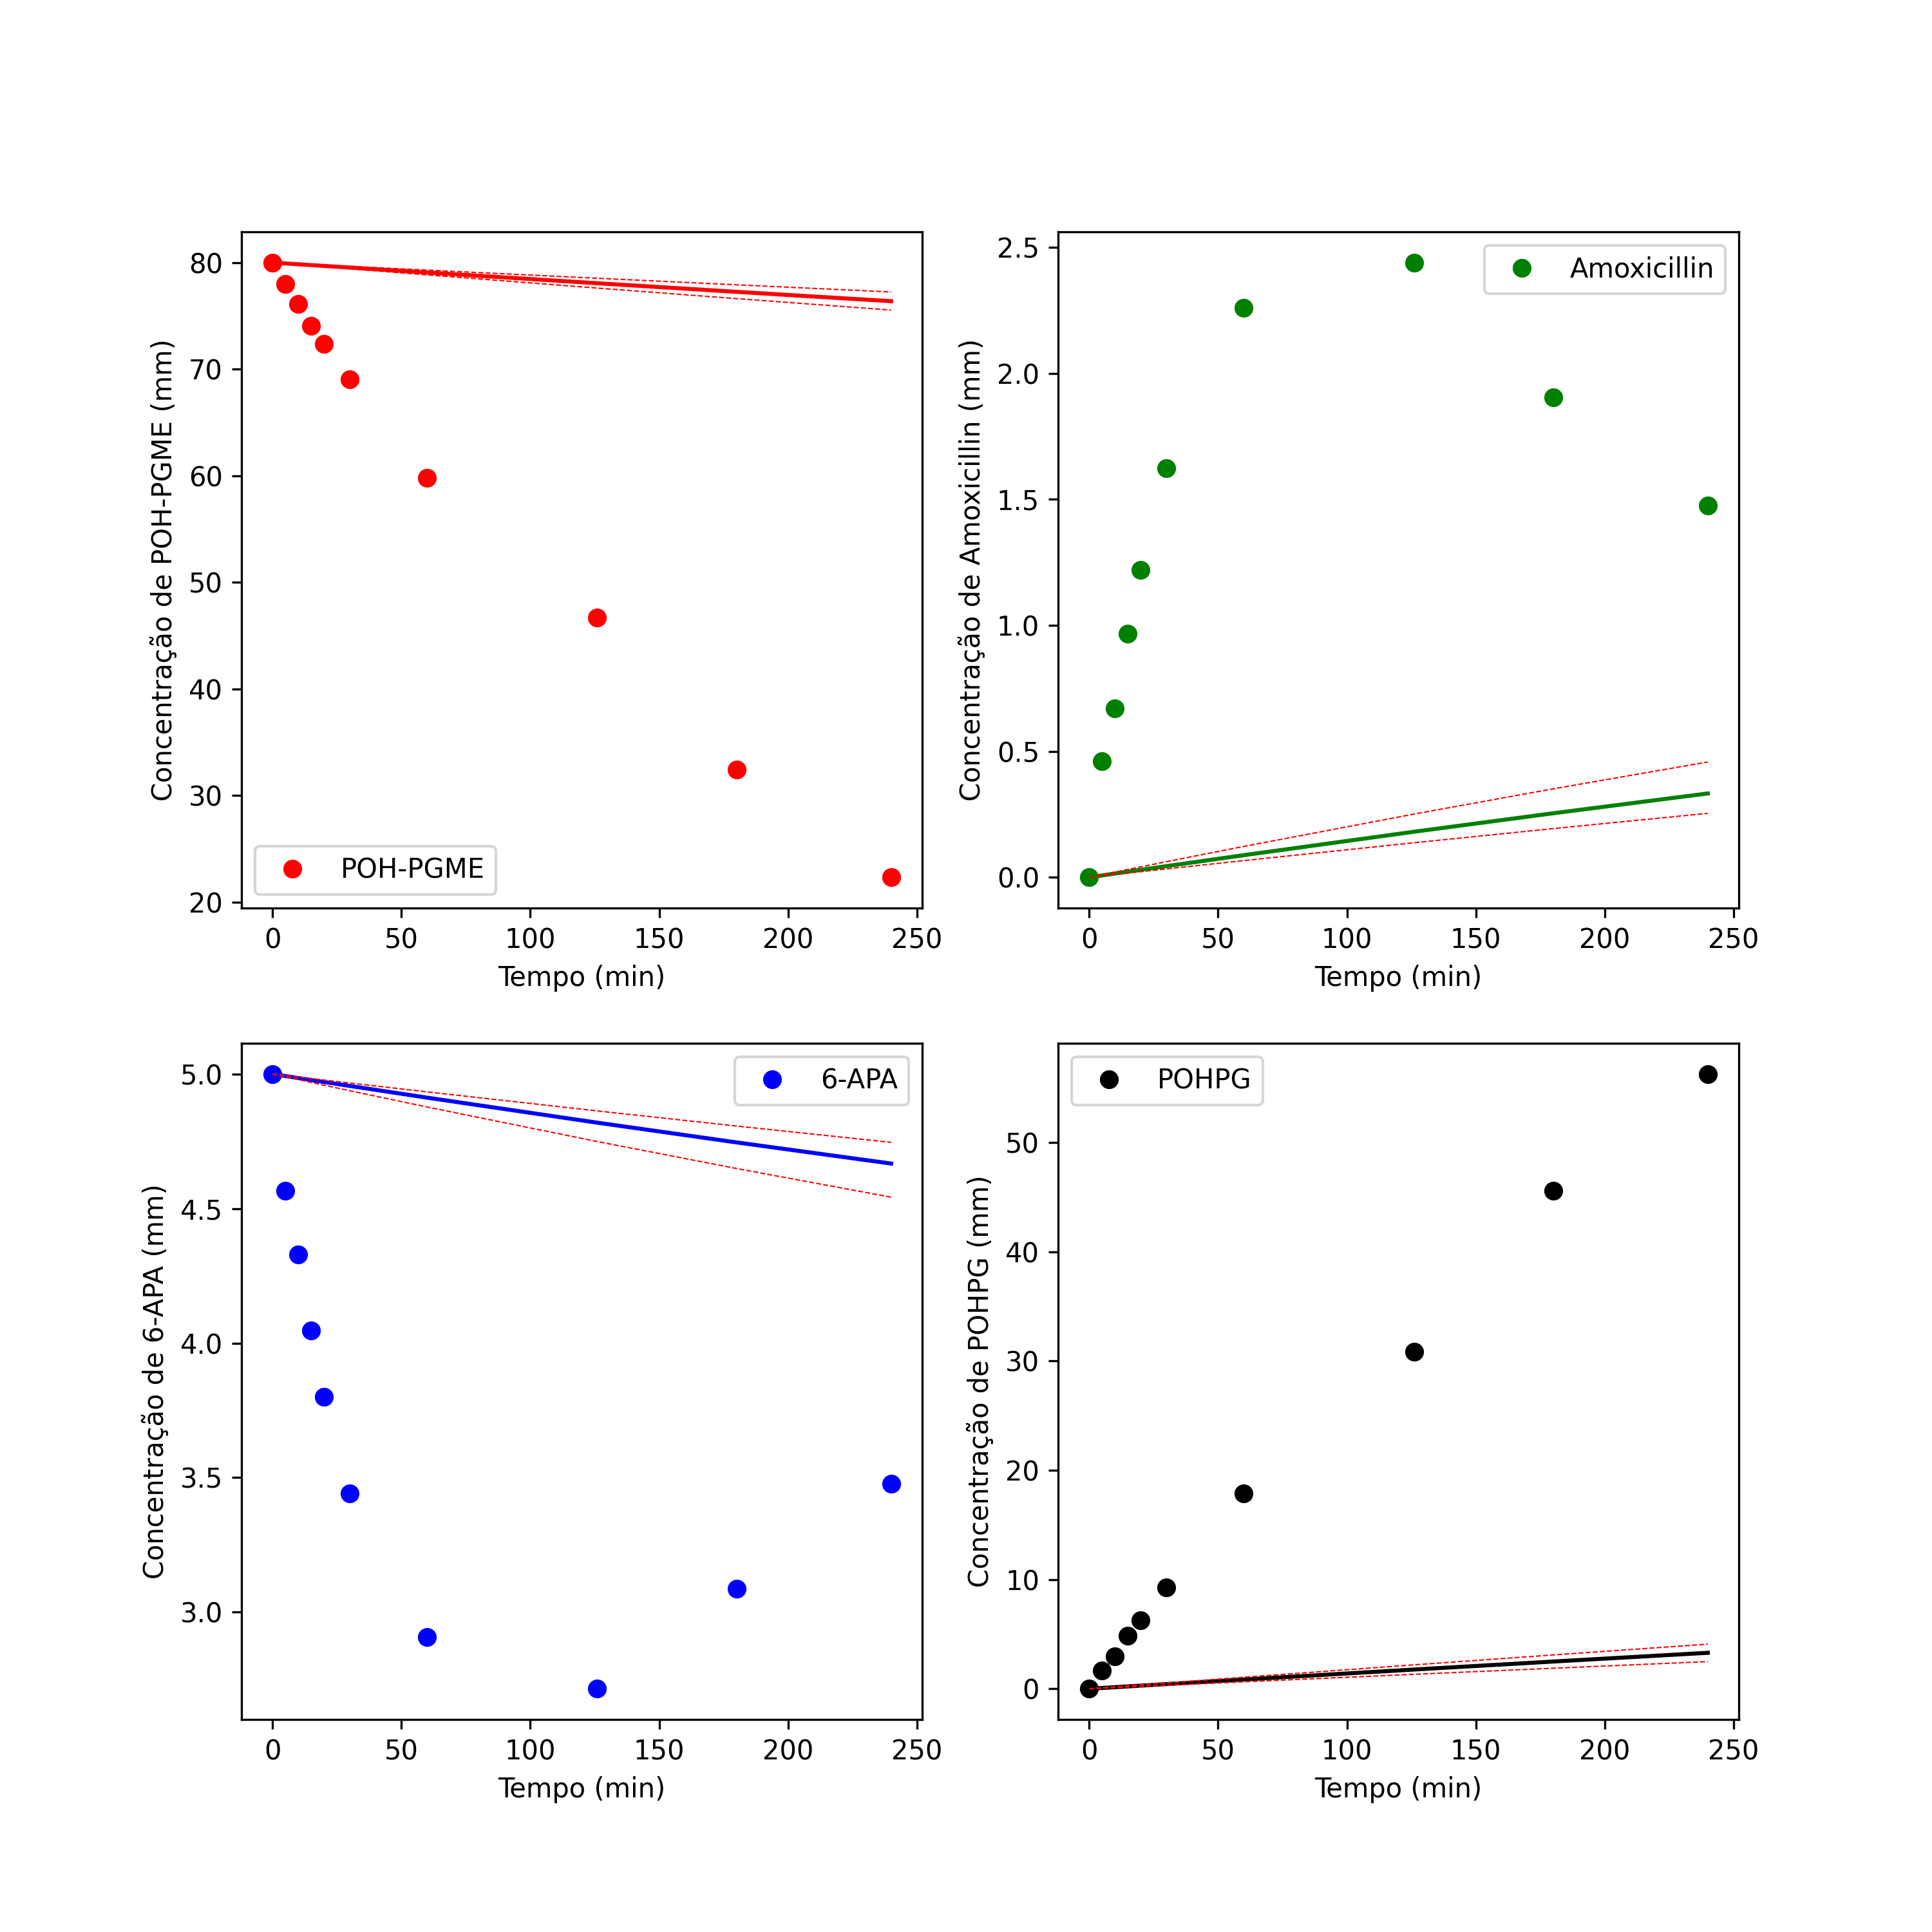 Concentração de POH-PGME (mm)
80
70
60
50
40
30
20
POH-PGME
0 50 100 150 200 250
Tempo (min)
Concentração de Amoxicillin (mm)
2.5
2.0
1.5
1.0
0.5
0.0
Amoxicillin
0 50 100 150 200 250
Tempo (min)
Concentração de 6-APA (mm)
5.0
4.5
4.0
3.5
3.0
6-APA
0 50 100 150 200 250
Tempo (min)
Concentração de POHPG (mm)
50
40
30
20
10
0
POHPG
0 50 100 150 200 250
Tempo (min)